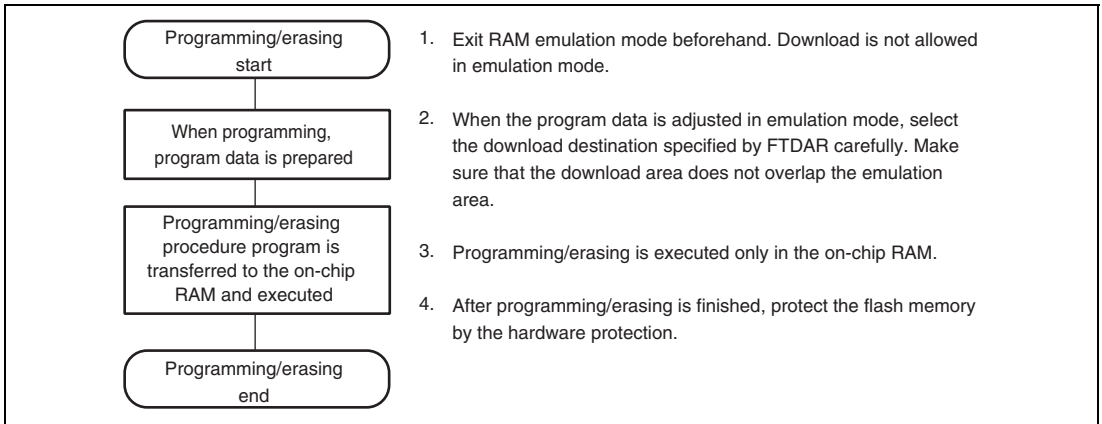 Programming/erasing
start
When programming,
program data is prepared
Programming/erasing
procedure program is
transferred to the on-chip
RAM and executed
Programming/erasing
end
1. Exit RAM emulation mode beforehand. Download is not allowed
in emulation mode.
2. When the program data is adjusted in emulation mode, select
the download destination specified by FTDAR carefully. Make
sure that the download area does not overlap the emulation
area.
3. Programming/erasing is executed only in the on-chip RAM.
4. After programming/erasing is finished, protect the flash memory
by the hardware protection.